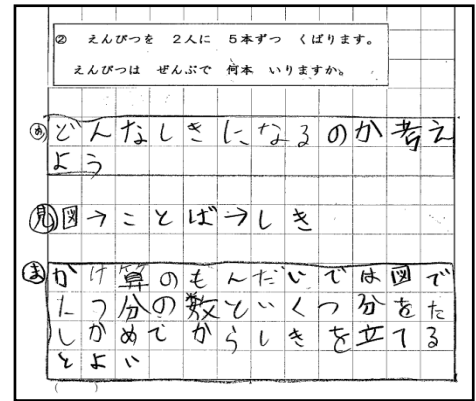 ② えんぴつを 2人に 5本ずつ くばります。
えんぴつは ぜんぶで 何本 いりますか。
㋱ どんなしきになるのか考え
よう
見 図→ことば→しき
㋮ かけ算のもんだいでは図で
1つ分の数といくつ分をた
しかめてからしきを立てる
とよい
( )